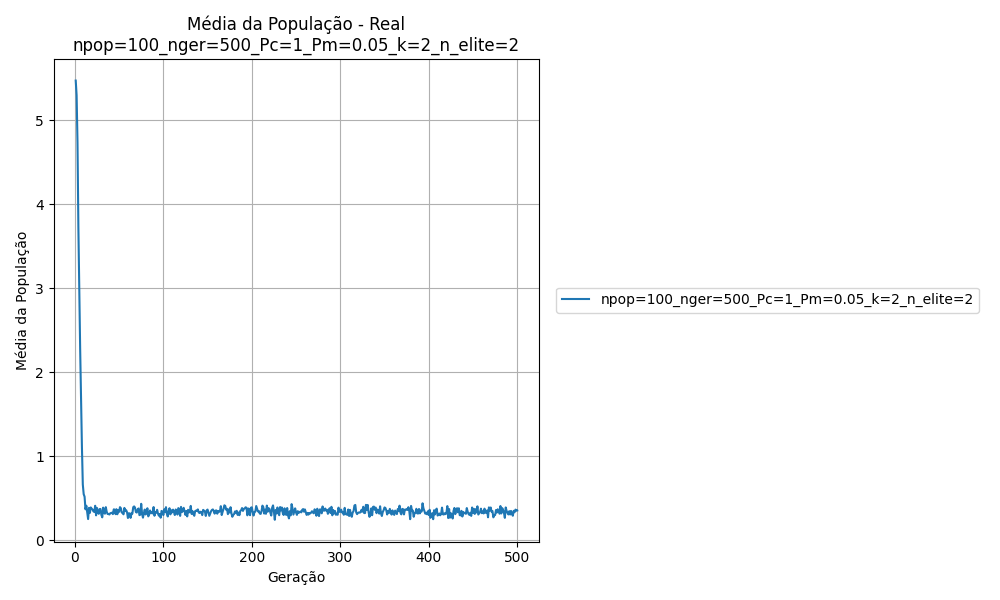 Média da População - Real
npop=100_nger=500_Pc=1_Pm=0.05_k=2_n_elite=2
Média da População
5
4
3
2
1
0
0 100 200 300 400 500
Geração
npop=100_nger=500_Pc=1_Pm=0.05_k=2_n_elite=2